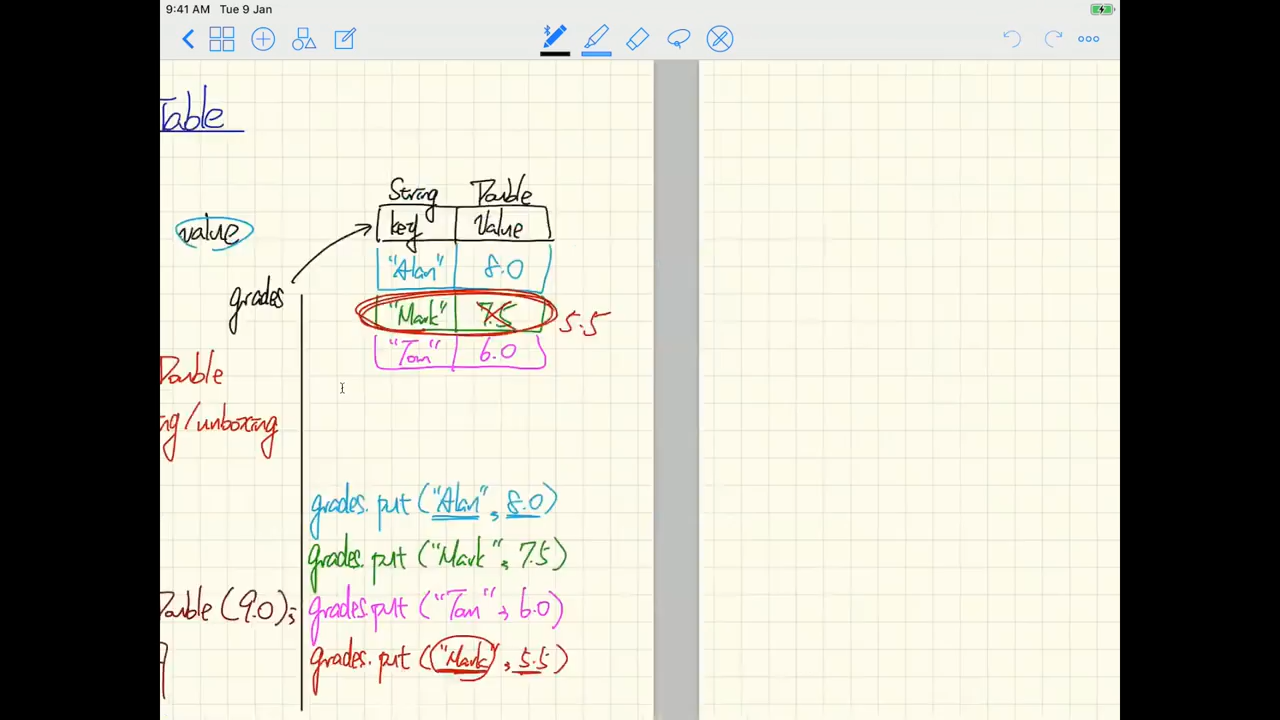 9:41 AM Tue 9 Jan
Table
value
grades
Double
ng/unboxing
Double (9.0);
String Double
key Value
"Alan" 8.0
"Mark" 7.5 5.5
"Tom" 6.0
grades.put ("Alan", 8.0)
grades.put ("Mark", 7.5)
grades.put ("Tom", 6.0)
grades.put ("Mark", 5.5)